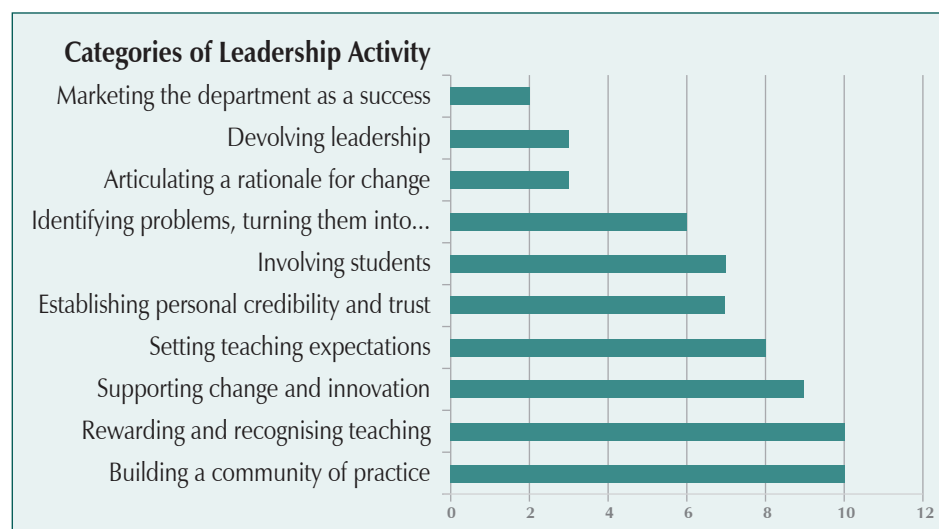 Categories of Leadership Activity
Marketing the department as a success
Devolving leadership
Articulating a rationale for change
Identifying problems, turning them into...
Involving students
Establishing personal credibility and trust
Setting teaching expectations
Supporting change and innovation
Rewarding and recognising teaching
Building a community of practice
0 2 4 6 8 10 12